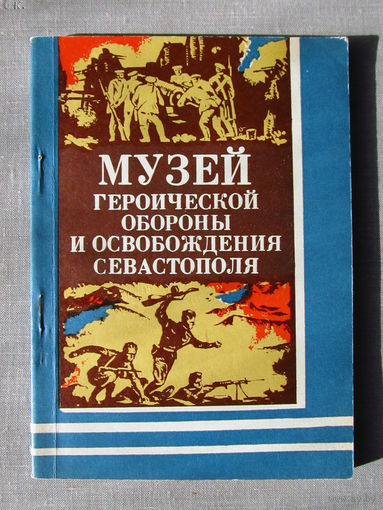 МУЗЕЙ
ГЕРОИЧЕСКОЙ
ОБОРОНЫ
И ОСВОБОЖДЕНИЯ
СЕВАСТОПОЛЯ